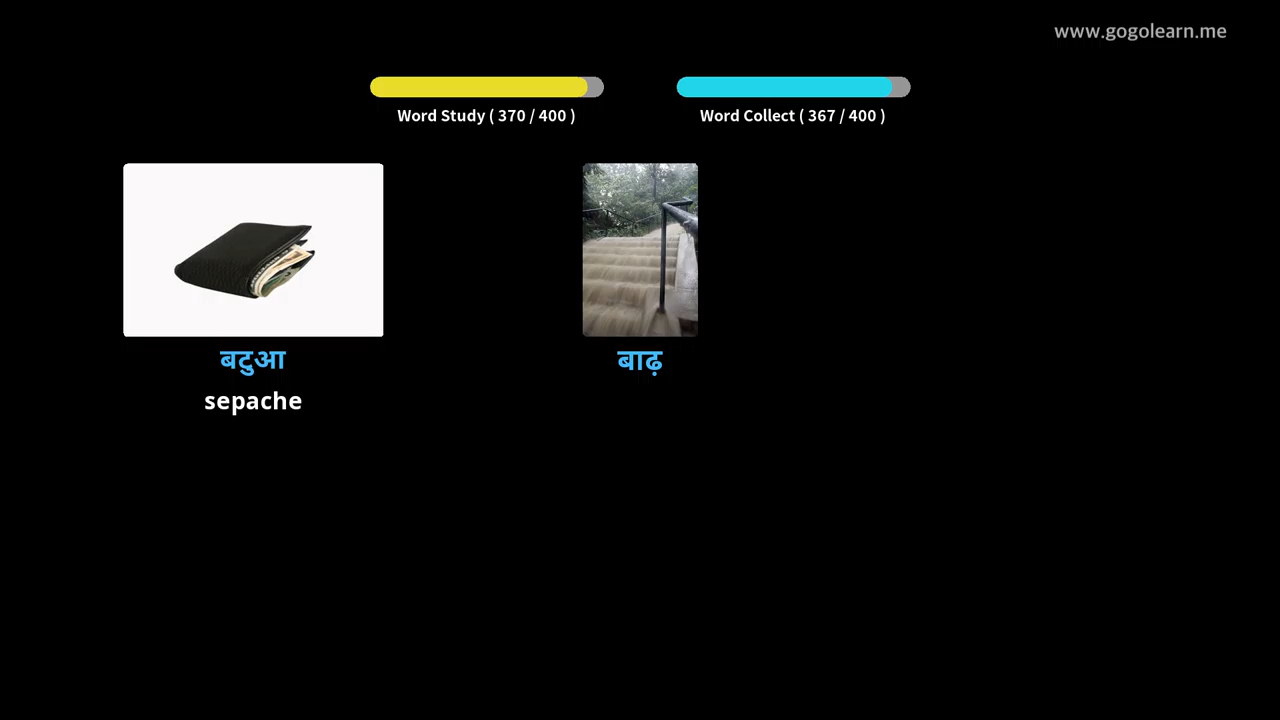 www.gogolearn.me
Word Study ( 370 / 400 )
Word Collect ( 367 / 400 )
बटुआ
sepache
बाढ़